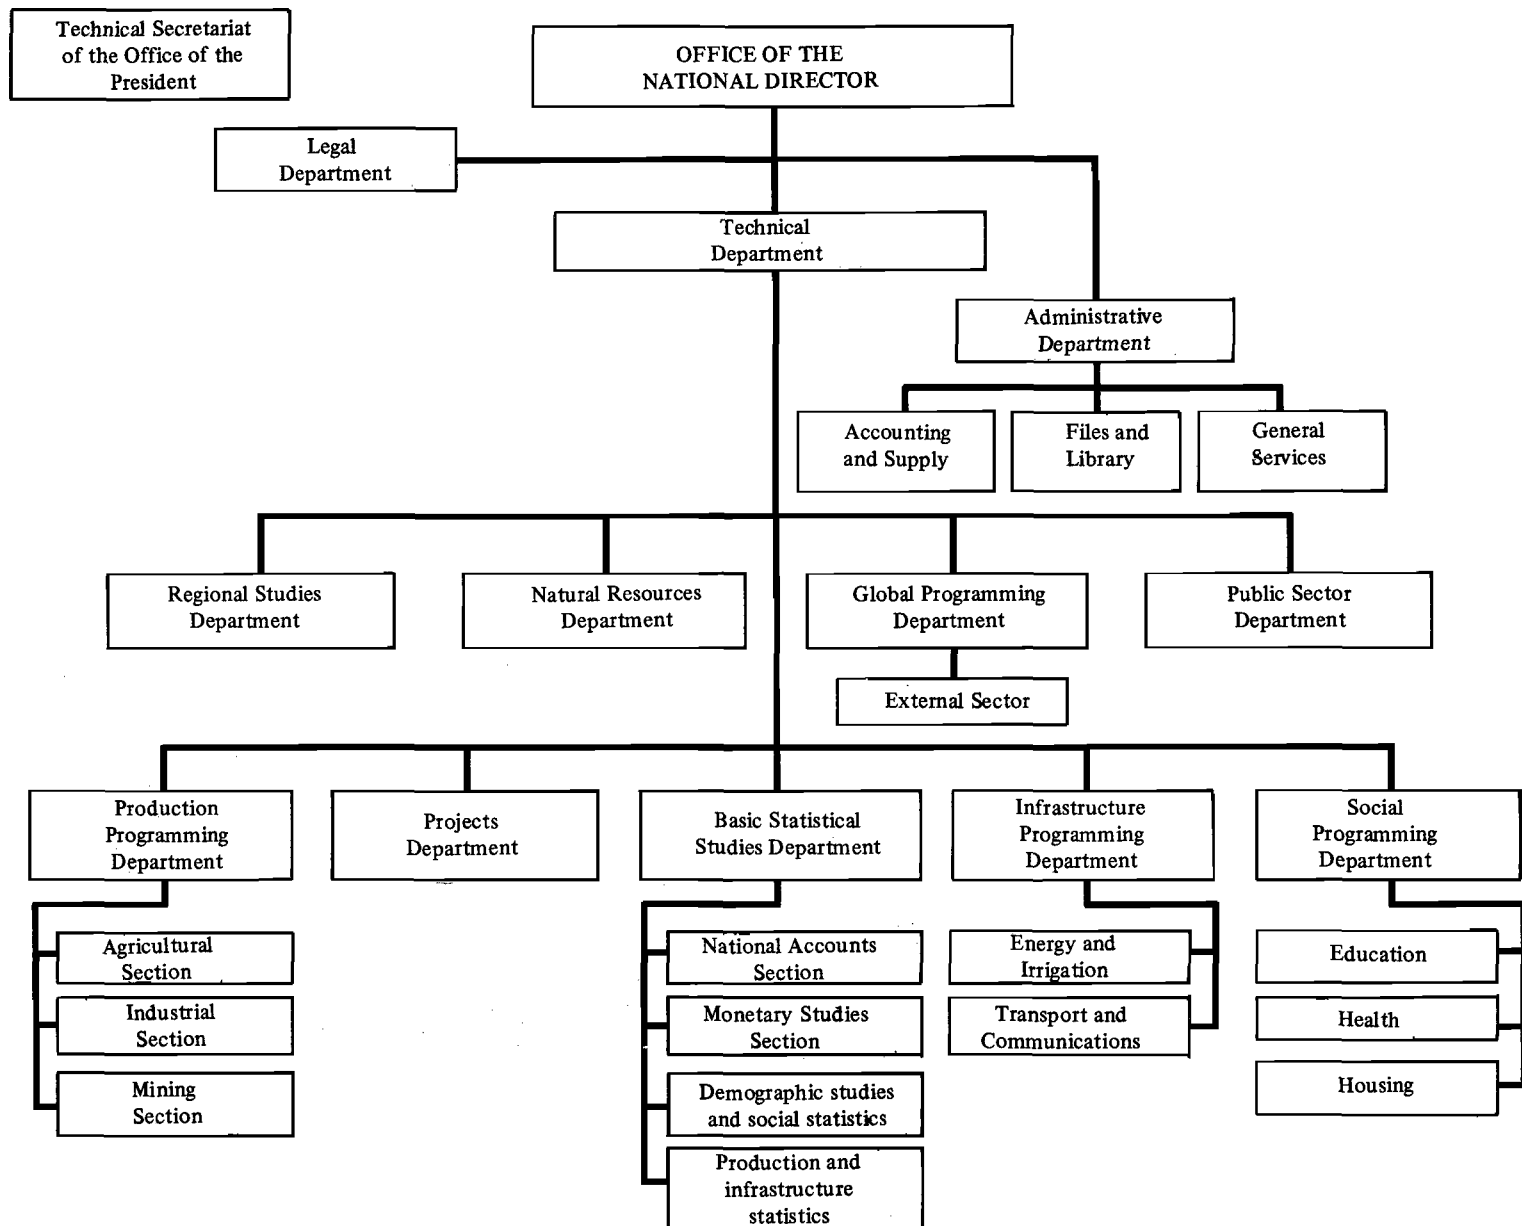 Technical Secretariat
of the Office of the
President
OFFICE OF THE
NATIONAL DIRECTOR
Legal
Department
Technical
Department
Administrative
Department
Accounting
and Supply
Files and
Library
General
Services
Regional Studies
Department
Natural Resources
Department
Global Programming
Department
Public Sector
Department
External Sector
Production
Programming
Department
Projects
Department
Basic Statistical
Studies Department
Infrastructure
Programming
Department
Social
Programming
Department
Agricultural
Section
Industrial
Section
Mining
Section
National Accounts
Section
Monetary Studies
Section
Demographic studies
and social statistics
Production and
infrastructure
statistics
Energy and
Irrigation
Transport and
Communications
Education
Health
Housing